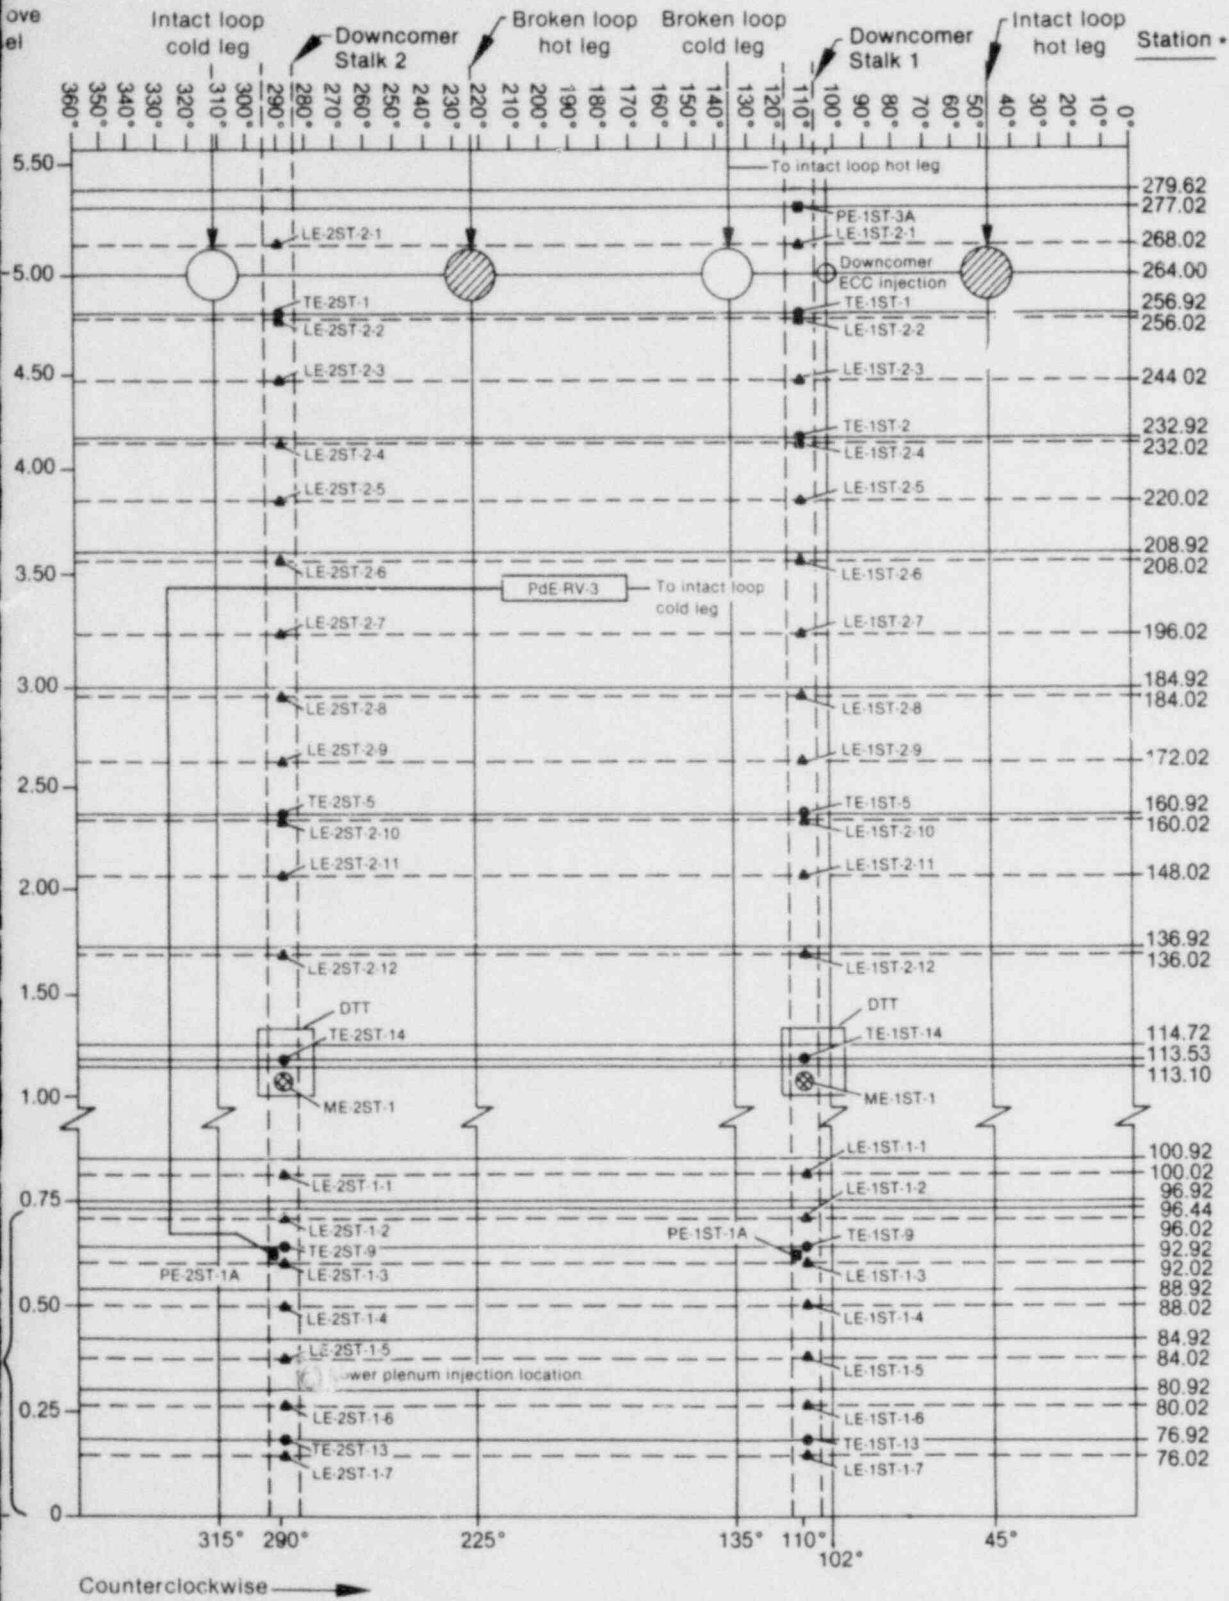 ove
el
Intact loop
cold leg
Downcomer
Stalk 2
Broken loop
hot leg
Broken loop
cold leg
Downcomer
Stalk 1
Intact loop
hot leg
Station •
360° 350° 340° 330° 320° 310° 300° 290° 280° 270° 260° 250° 240° 230° 220° 210° 200° 190° 180° 170° 160° 150° 140° 130° 120° 110° 100° 90° 80° 70° 60° 50° 40° 30° 20° 10° 0°
5.50
To intact loop hot leg
279.62
PE-1ST-3A
277.02
LE-2ST-2-1
LE-1ST-2-1
268.02
5.00
Downcomer
ECC injection
264.00
TE-2ST-1
TE-1ST-1
256.92
LE-2ST-2-2
LE-1ST-2-2
256.02
4.50
LE-2ST-2-3
LE-1ST-2-3
244.02
TE-1ST-2
232.92
LE-2ST-2-4
LE-1ST-2-4
232.02
4.00
LE-2ST-2-5
LE-1ST-2-5
220.02
208.92
LE-2ST-2-6
LE-1ST-2-6
208.02
3.50
PdE-RV-3
To intact loop
cold leg
LE-2ST-2-7
LE-1ST-2-7
196.02
3.00
184.92
LE-2ST-2-8
LE-1ST-2-8
184.02
LE-2ST-2-9
LE-1ST-2-9
172.02
2.50
TE-2ST-5
TE-1ST-5
160.92
LE-2ST-2-10
LE-1ST-2-10
160.02
LE-2ST-2-11
LE-1ST-2-11
148.02
2.00
136.92
LE-2ST-2-12
LE-1ST-2-12
136.02
1.50
DTT
DTT
TE-2ST-14
TE-1ST-14
114.72
113.53
113.10
1.00
ME-2ST-1
ME-1ST-1
LE-1ST-1-1
100.92
LE-2ST-1-1
100.02
0.75
LE-1ST-1-2
96.92
96.44
LE-2ST-1-2
96.02
PE-1ST-1A
TE-2ST-9
TE-1ST-9
92.92
PE-2ST-1A
LE-2ST-1-3
LE-1ST-1-3
92.02
88.92
0.50
LE-2ST-1-4
LE-1ST-1-4
88.02
84.92
LE-2ST-1-5
LE-1ST-1-5
84.02
ower plenum injection location
80.92
0.25
LE-2ST-1-6
LE-1ST-1-6
80.02
TE-2ST-13
TE-1ST-13
76.92
LE-2ST-1-7
LE-1ST-1-7
76.02
0
315° 290° 225° 135° 110° 102° 45°
Counterclockwise